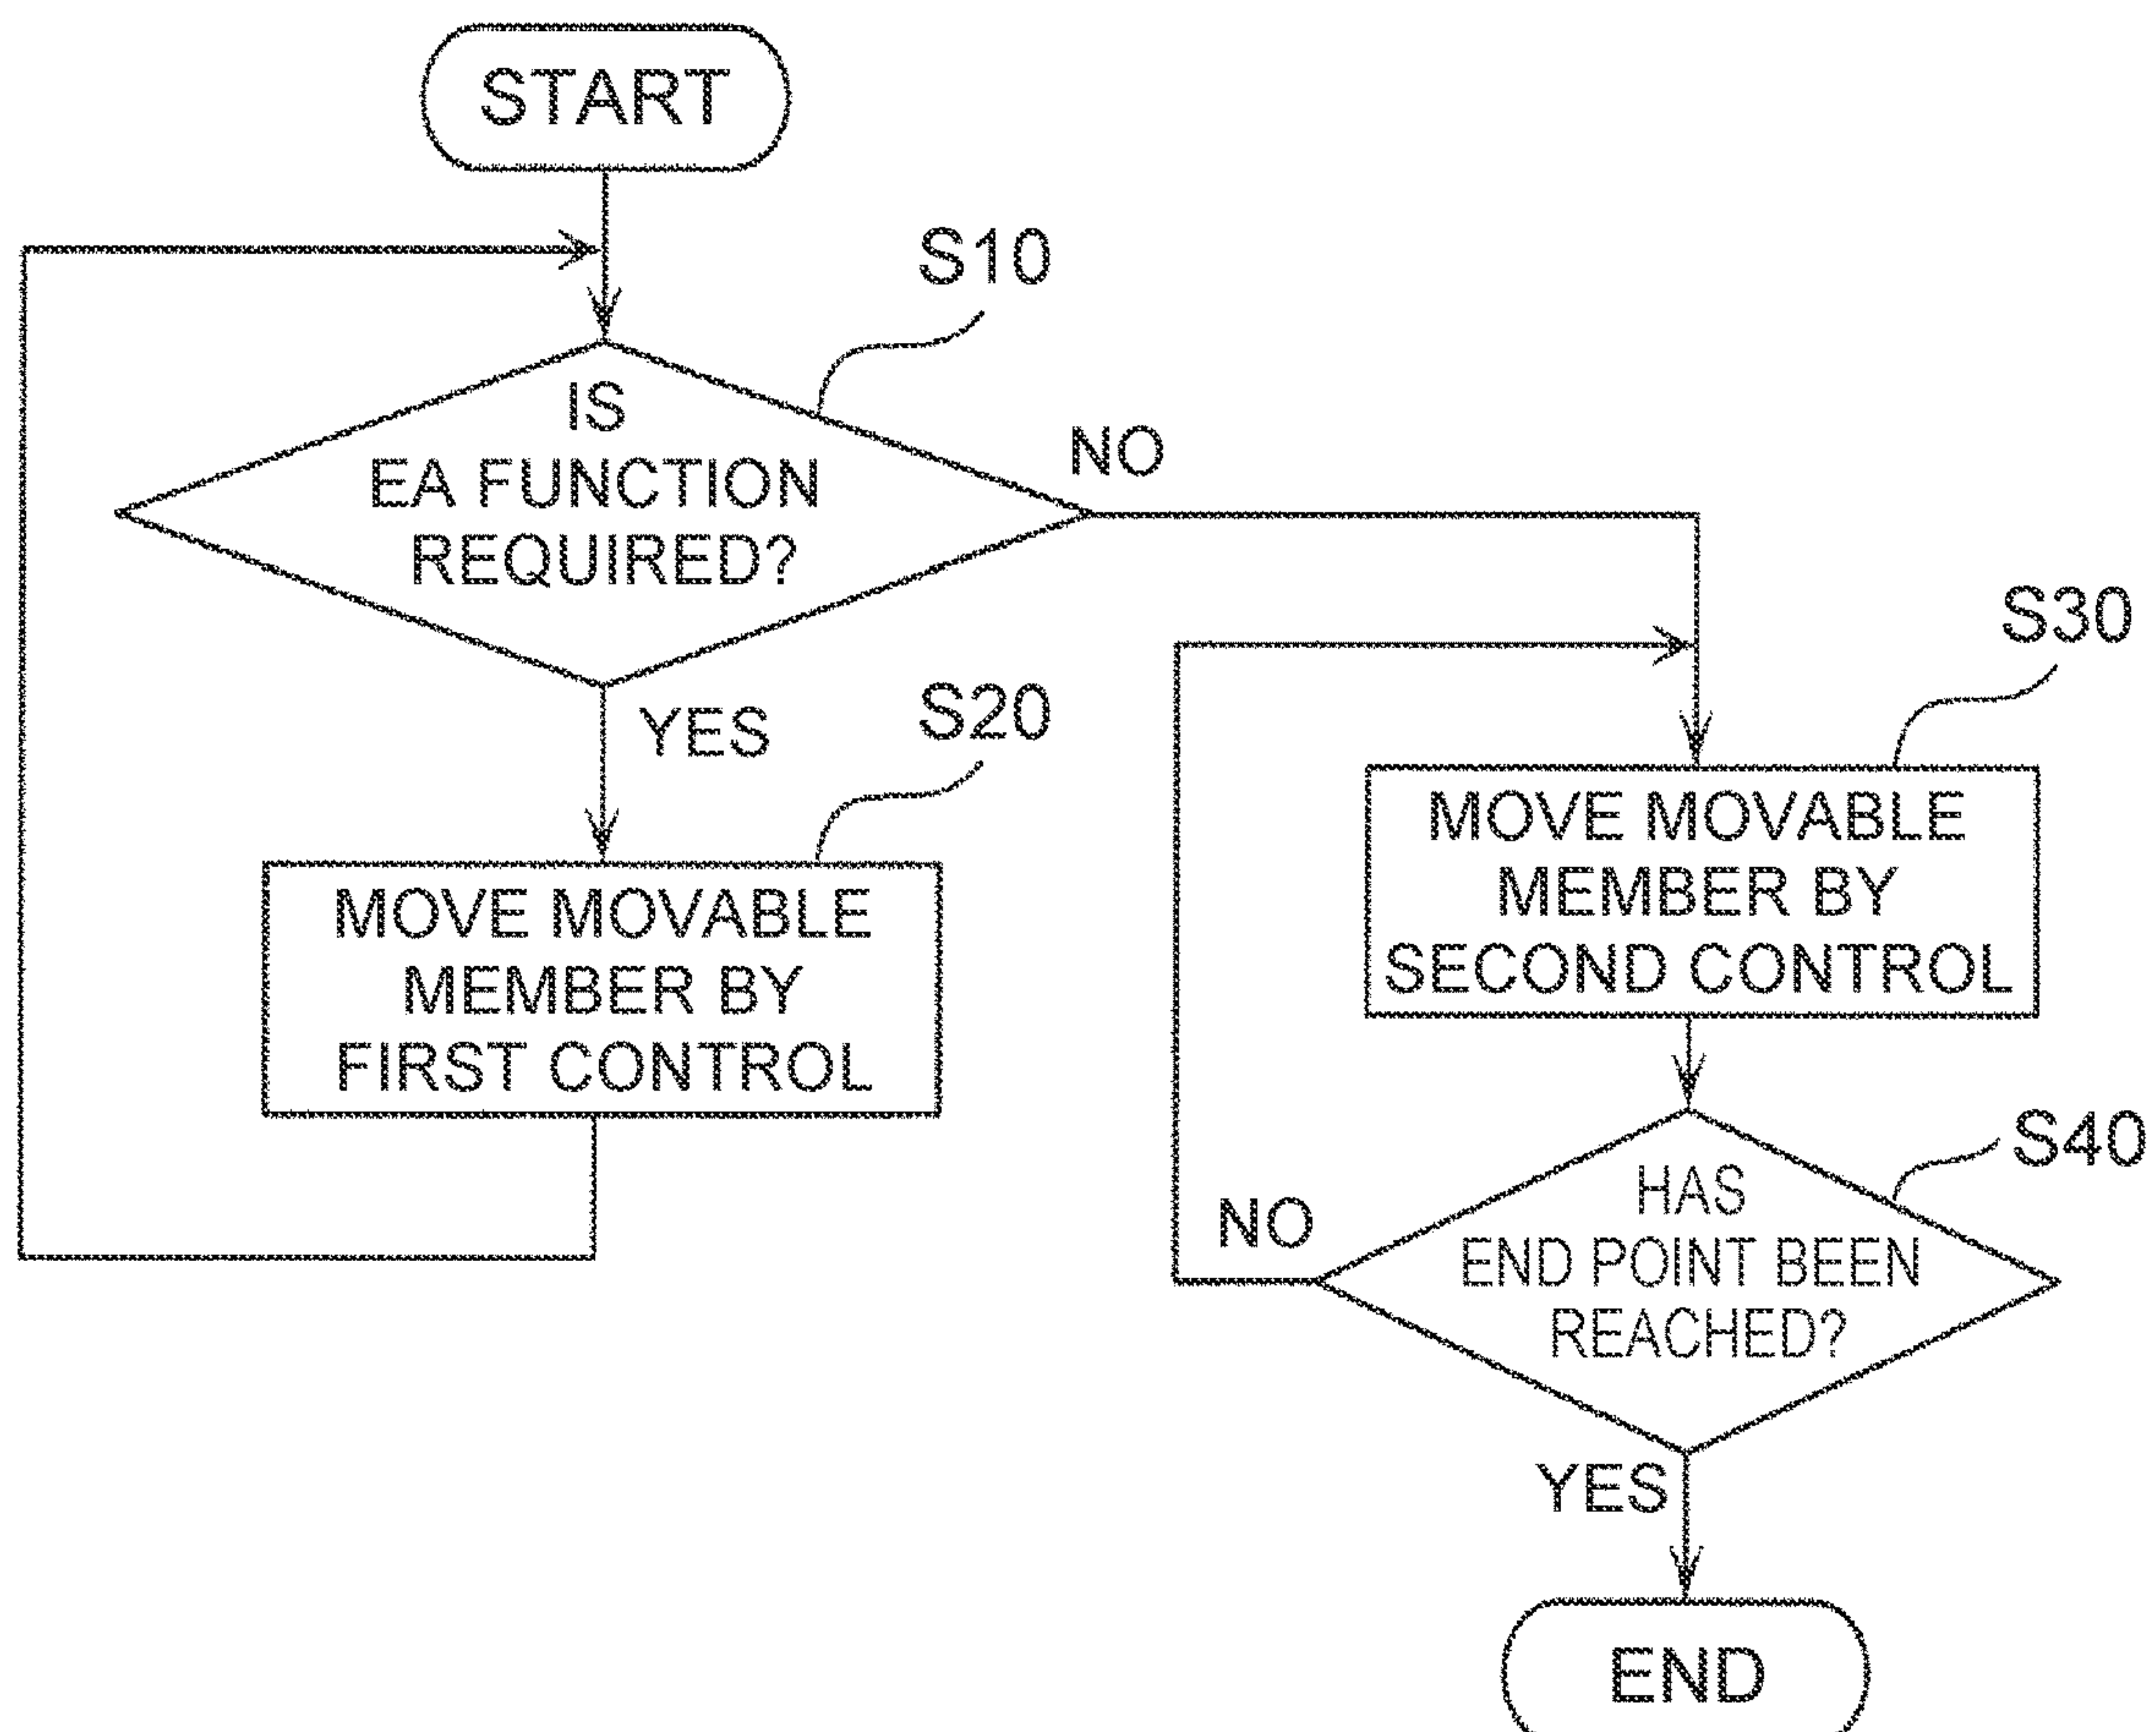 START
S10
IS
EA FUNCTION
REQUIRED?
NO
YES
S20
MOVE MOVABLE
MEMBER BY
FIRST CONTROL
S30
MOVE MOVABLE
MEMBER BY
SECOND CONTROL
S40
HAS
END POINT BEEN
REACHED?
NO
YES
END